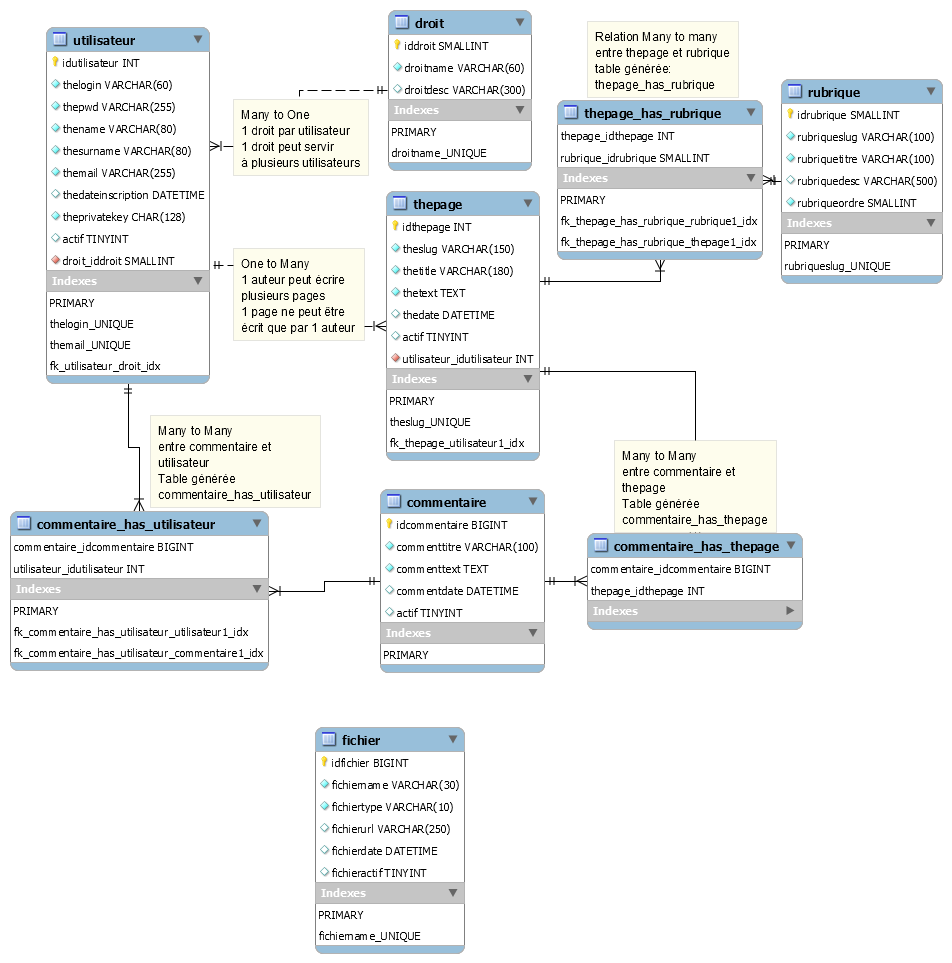 utilisateur
idutilisateur INT
thelogin VARCHAR(60)
thepwd VARCHAR(255)
thename VARCHAR(80)
thesurname VARCHAR(80)
themail VARCHAR(255)
thedateinscription DATETIME
theprivatekey CHAR(128)
actif TINYINT
droit_iddroit SMALLINT
Indexes
PRIMARY
thelogin_UNIQUE
themail_UNIQUE
fk_utilisateur_droit_idx
Many to One
1 droit par utilisateur
1 droit peut servir
à plusieurs utilisateurs
droit
iddroit SMALLINT
droitname VARCHAR(60)
droitdesc VARCHAR(300)
Indexes
PRIMARY
droitname_UNIQUE
Relation Many to many
entre thepage et rubrique
table générée:
thepage_has_rubrique
thepage_has_rubrique
thepage_idthepage INT
rubrique_idrubrique SMALLINT
Indexes
PRIMARY
fk_thepage_has_rubrique_rubrique1_idx
fk_thepage_has_rubrique_thepage1_idx
rubrique
idrubrique SMALLINT
rubriqueslug VARCHAR(100)
rubriquetitre VARCHAR(100)
rubriquedesc VARCHAR(500)
rubriqueordre SMALLINT
Indexes
PRIMARY
rubriqueslug_UNIQUE
One to Many
1 auteur peut écrire
plusieurs pages
1 page ne peut être
écrit que par 1 auteur
thepage
idthepage INT
theslug VARCHAR(150)
thetitle VARCHAR(180)
thetext TEXT
thedate DATETIME
actif TINYINT
utilisateur_idutilisateur INT
Indexes
PRIMARY
theslug_UNIQUE
fk_thepage_utilisateur1_idx
Many to Many
entre commentaire et
utilisateur
Table générée
commentaire_has_utilisateur
Many to Many
entre commentaire et
thepage
Table générée
commentaire_has_thepage
commentaire_has_utilisateur
commentaire_idcommentaire BIGINT
utilisateur_idutilisateur INT
Indexes
PRIMARY
fk_commentaire_has_utilisateur_utilisateur1_idx
fk_commentaire_has_utilisateur_commentaire1_idx
commentaire
idcommentaire BIGINT
commenttitre VARCHAR(100)
commenttext TEXT
commentdate DATETIME
actif TINYINT
Indexes
PRIMARY
commentaire_has_thepage
commentaire_idcommentaire BIGINT
thepage_idthepage INT
Indexes
fichier
idfichier BIGINT
fichiername VARCHAR(30)
fichiertype VARCHAR(10)
fichierurl VARCHAR(250)
fichierdate DATETIME
fichieractif TINYINT
Indexes
PRIMARY
fichiername_UNIQUE